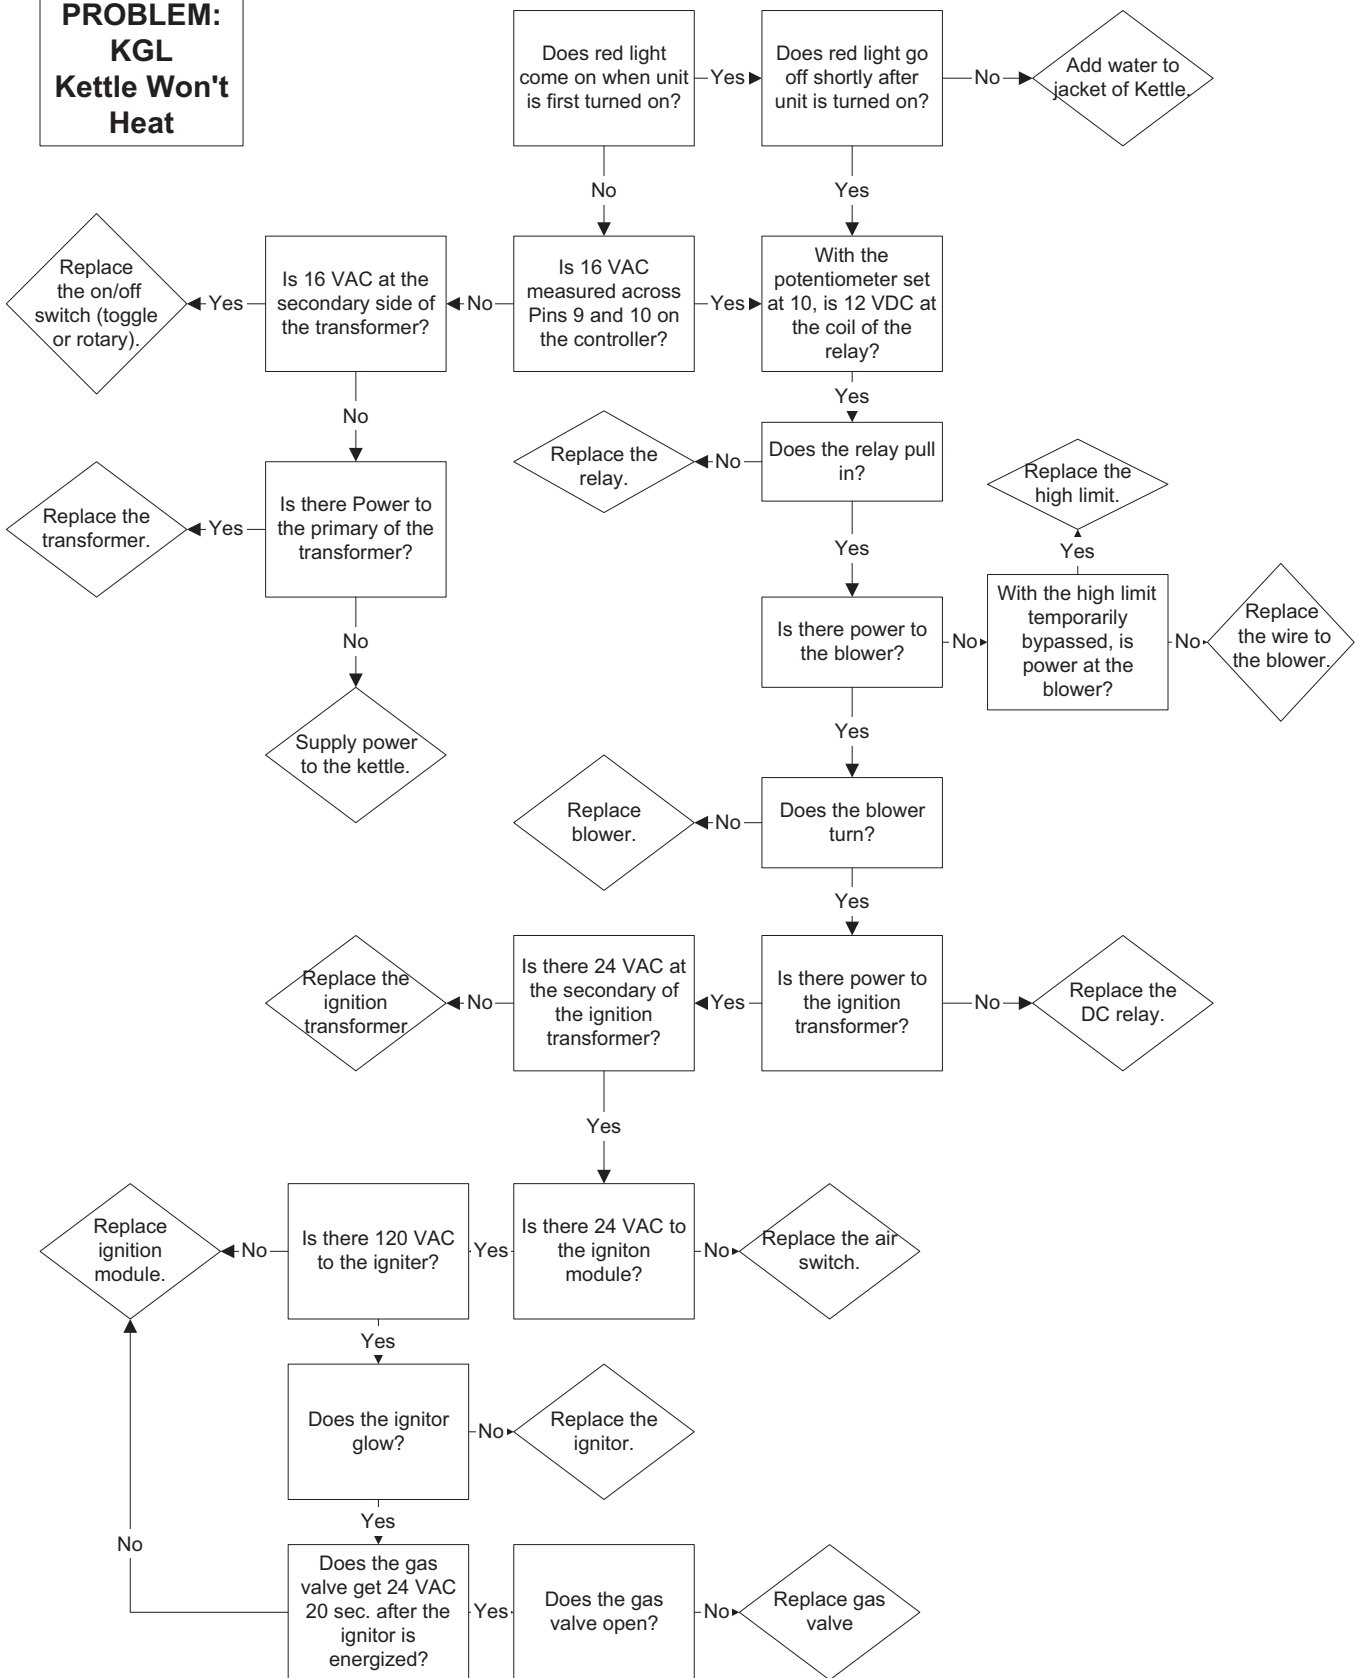 PROBLEM:
KGL
Kettle Won't
Heat
Does red light
come on when unit
is first turned on?
Yes
Does red light go
off shortly after
unit is turned on?
No
Add water to
jacket of Kettle.
No
Yes
Replace
the on/off
switch (toggle
or rotary).
Yes
Is 16 VAC at the
secondary side of
the transformer?
No
Is 16 VAC
measured across
Pins 9 and 10 on
the controller?
Yes
With the
potentiometer set
at 10, is 12 VDC at
the coil of the
relay?
No
Yes
Replace the
relay.
No
Does the relay pull
in?
Replace the
high limit.
Replace the
transformer.
Yes
Is there Power to
the primary of the
transformer?
Yes
Yes
No
Is there power to
the blower?
No
With the high limit
temporarily
bypassed, is
power at the
blower?
No
Replace
the wire to
the blower.
Supply power
to the kettle.
Yes
Replace
blower.
No
Does the blower
turn?
Yes
Replace the
ignition
transformer
No
Is there 24 VAC at
the secondary of
the ignition
transformer?
Yes
Is there power to
the ignition
transformer?
No
Replace the
DC relay.
Yes
Replace
ignition
module.
No
Is there 120 VAC
to the igniter?
Yes
Is there 24 VAC to
the igniton
module?
No
Replace the air
switch.
Yes
Does the ignitor
glow?
No
Replace the
ignitor.
Yes
No
Does the gas
valve get 24 VAC
20 sec. after the
ignitor is
energized?
Yes
Does the gas
valve open?
No
Replace gas
valve